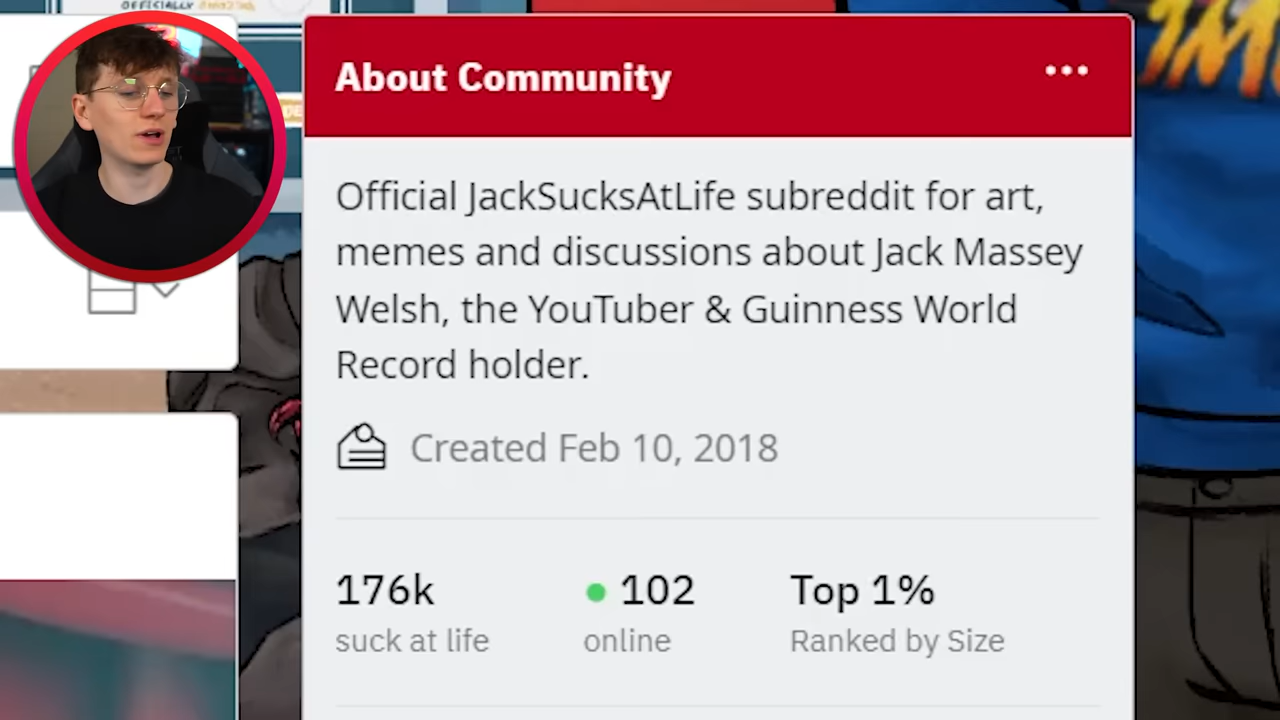 OFFICIALLY
About Community
Official JackSucksAtLife subreddit for art,
memes and discussions about Jack Massey
Welsh, the YouTuber & Guinness World
Record holder.
Created Feb 10, 2018
176k
102
Top 1%
suck at life
online
Ranked by Size